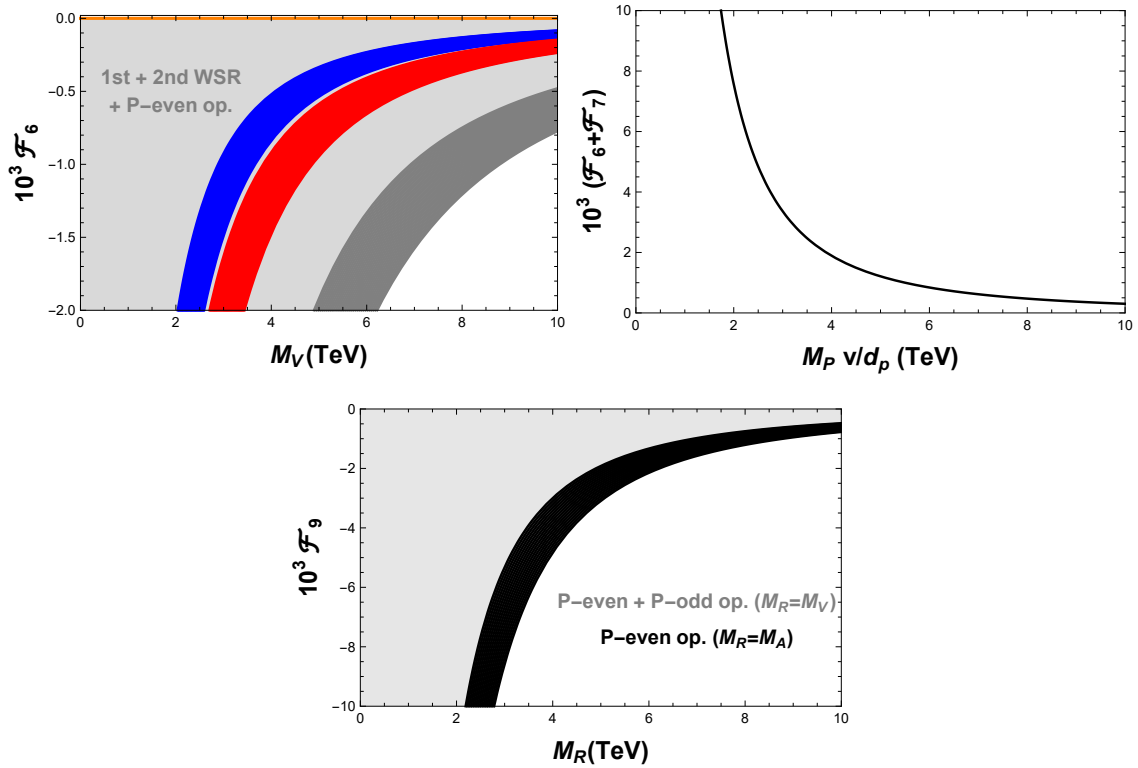 0.0
−0.5
−1.0
−1.5
−2.0
10³ ℱ₆
1st + 2nd WSR
+ P−even op.
0 2 4 6 8 10
M_V (TeV)
10
8
6
4
2
0
10³ (ℱ₆+ℱ₇)
0 2 4 6 8 10
M_P v/d_p (TeV)
0
−2
−4
−6
−8
−10
10³ ℱ₉
P−even + P−odd op. (M_R=M_V)
P−even op. (M_R=M_A)
0 2 4 6 8 10
M_R(TeV)